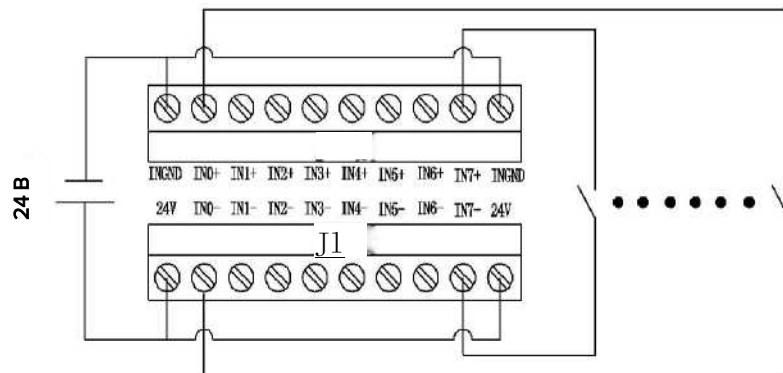 INGND IN0+ IN1+ IN2+ IN3+ IN4+ IN5+ IN6+ IN7+ INGND
24 В
24V IN0- IN1- IN2- IN3- IN4- IN5- IN6- IN7- 24V
J1